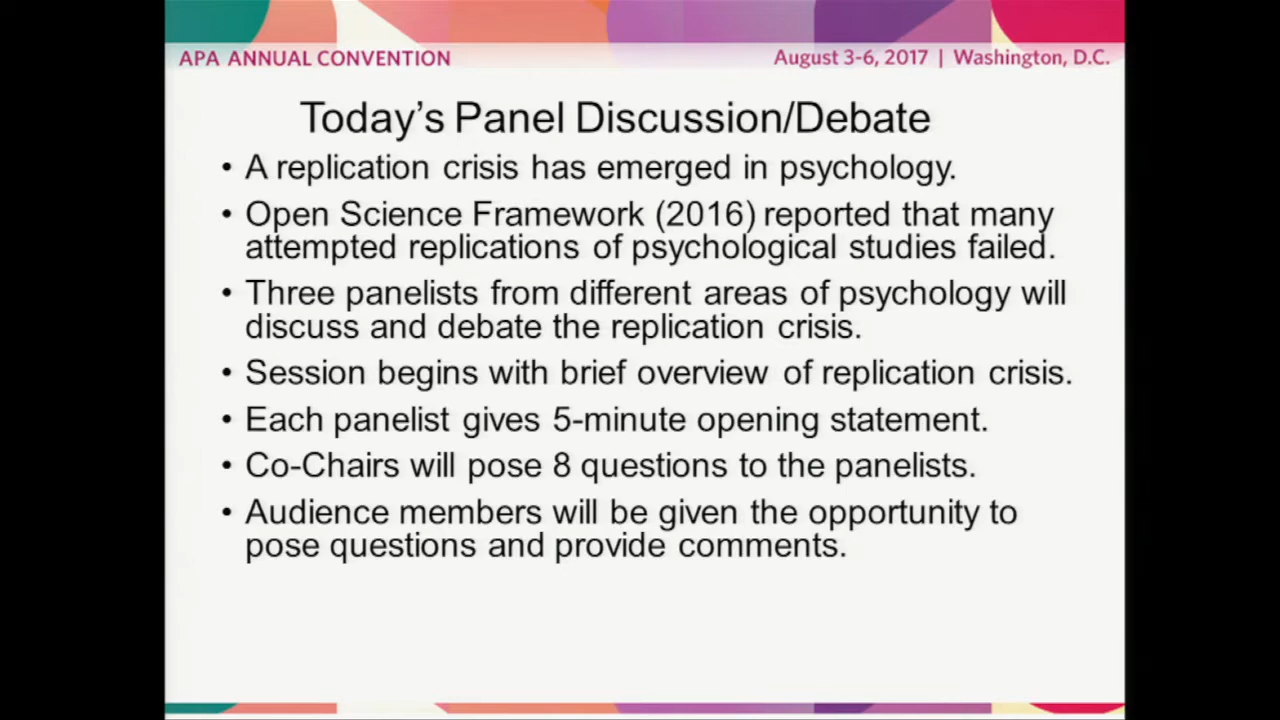 APA ANNUAL CONVENTION
August 3-6, 2017 | Washington, D.C.
Today's Panel Discussion/Debate
• A replication crisis has emerged in psychology.
• Open Science Framework (2016) reported that many
attempted replications of psychological studies failed.
• Three panelists from different areas of psychology will
discuss and debate the replication crisis.
• Session begins with brief overview of replication crisis.
• Each panelist gives 5-minute opening statement.
• Co-Chairs will pose 8 questions to the panelists.
• Audience members will be given the opportunity to
pose questions and provide comments.